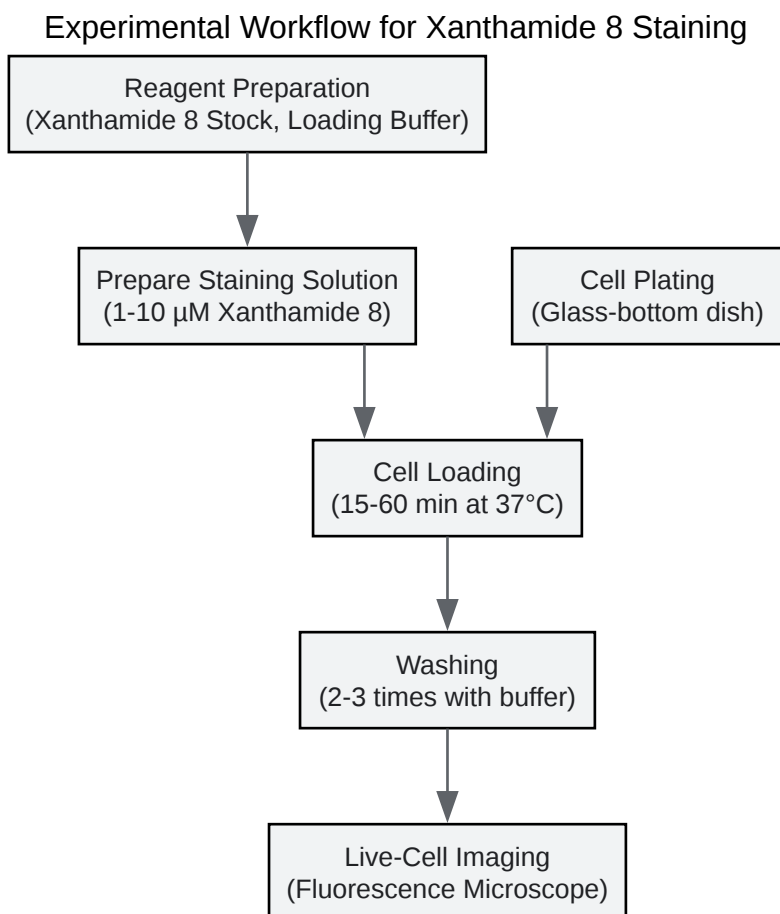 Experimental Workflow for Xanthamide 8 Staining
Reagent Preparation
(Xanthamide 8 Stock, Loading Buffer)
Prepare Staining Solution
(1-10 µM Xanthamide 8)
Cell Plating
(Glass-bottom dish)
Cell Loading
(15-60 min at 37°C)
Washing
(2-3 times with buffer)
Live-Cell Imaging
(Fluorescence Microscope)